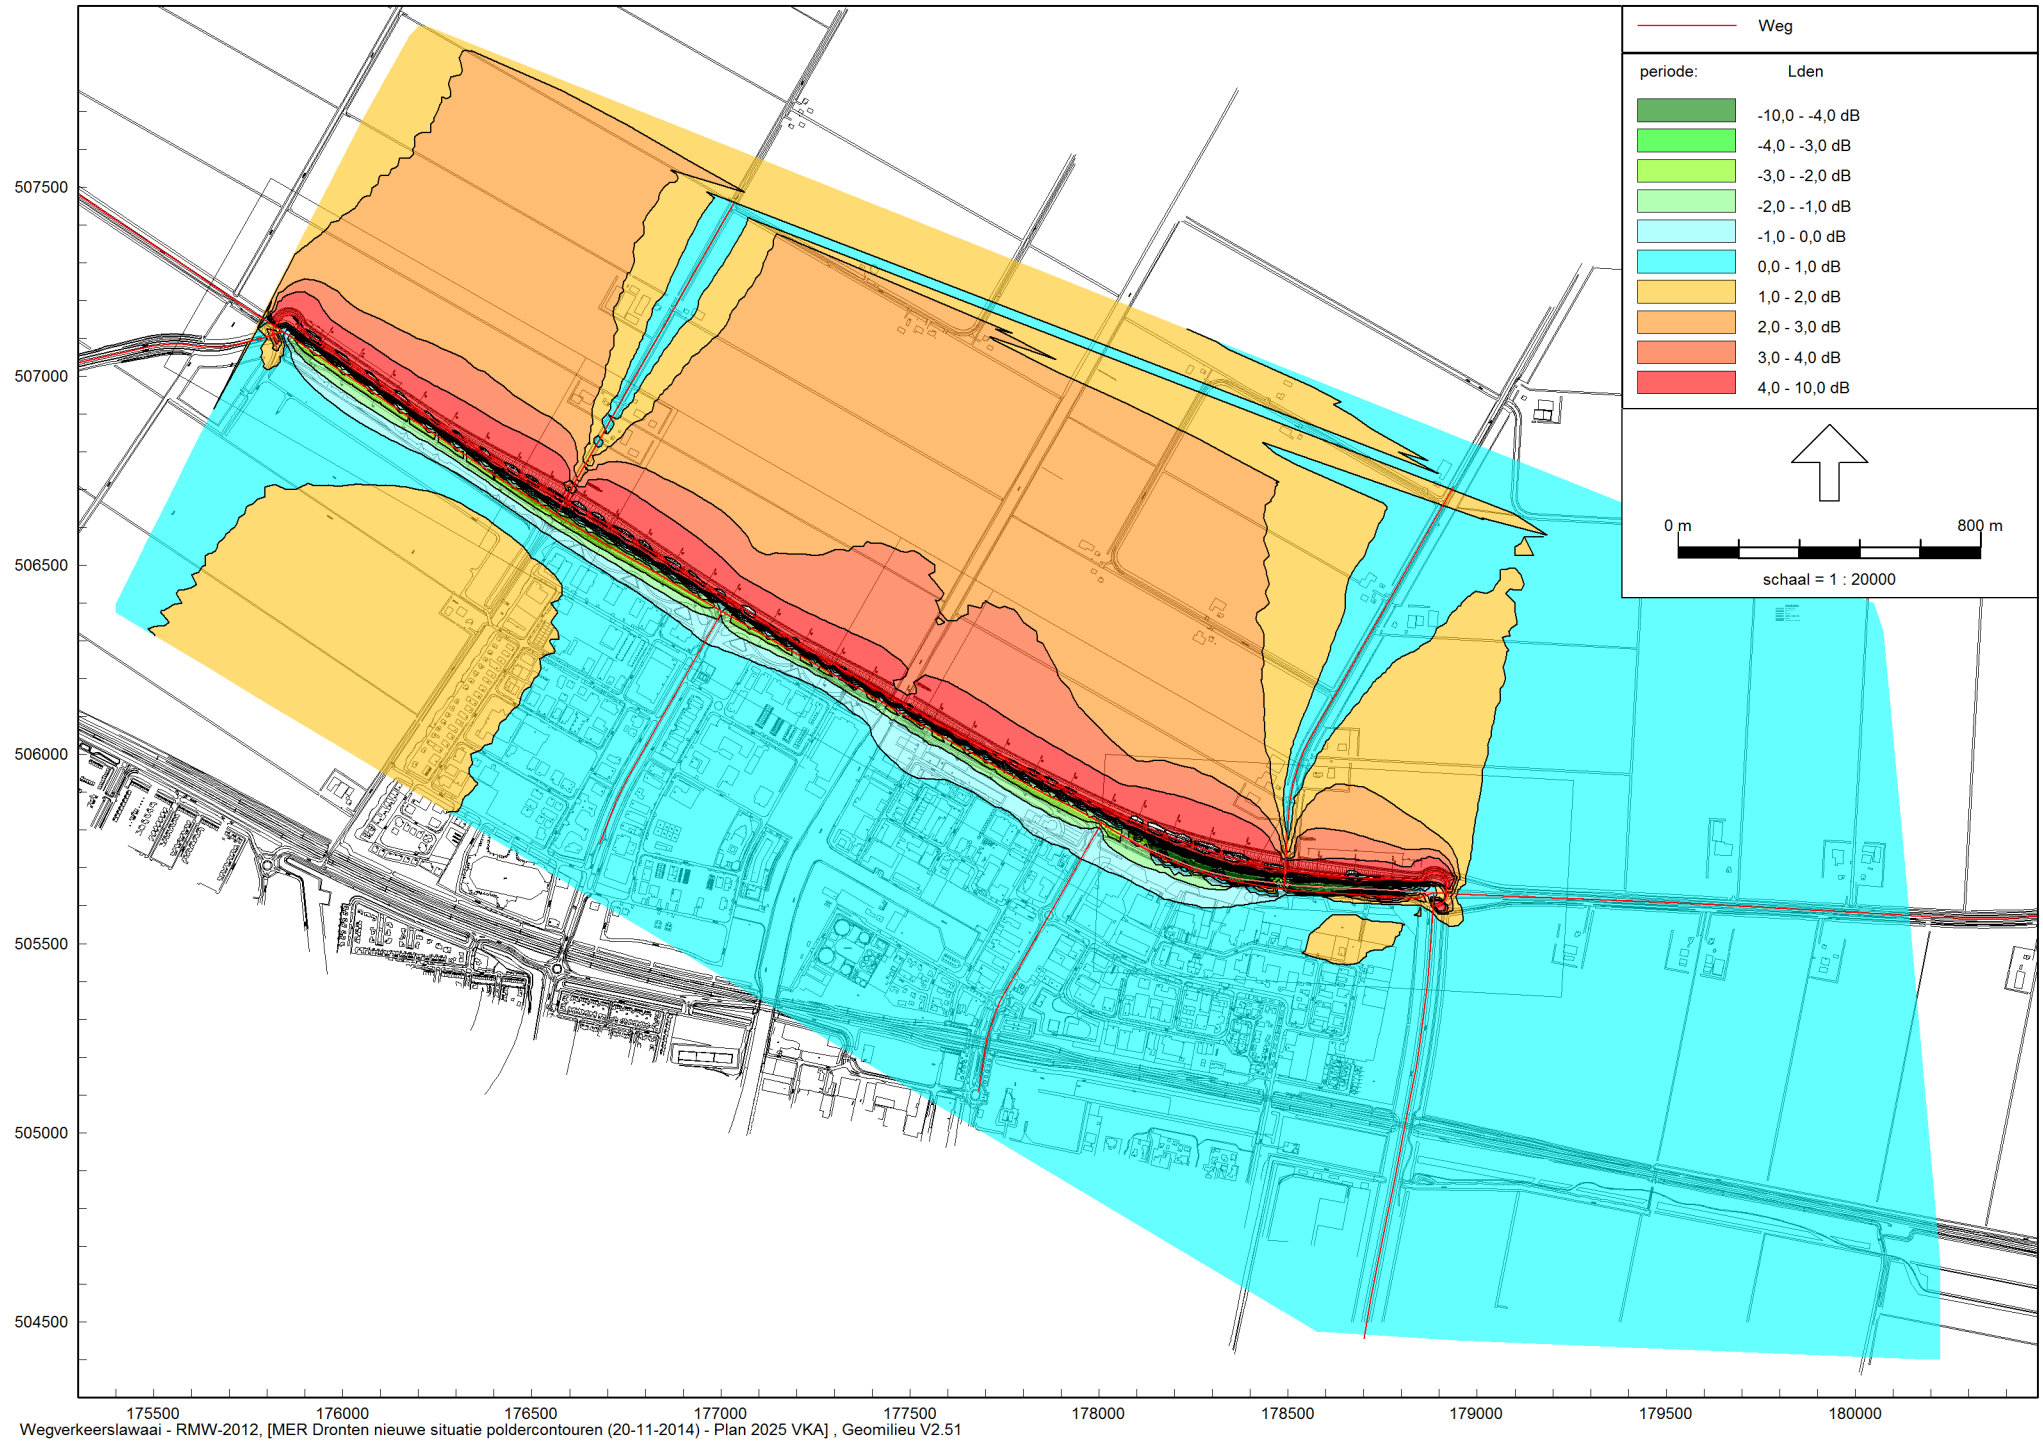 Weg
periode: Lden
-10,0 - -4,0 dB
-4,0 - -3,0 dB
-3,0 - -2,0 dB
-2,0 - -1,0 dB
-1,0 - 0,0 dB
0,0 - 1,0 dB
1,0 - 2,0 dB
2,0 - 3,0 dB
3,0 - 4,0 dB
4,0 - 10,0 dB
0 m 800 m
schaal = 1 : 20000
507500
507000
506500
506000
505500
505000
504500
175500 176000 176500 177000 177500 178000 178500 179000 179500 180000
Wegverkeerslawaai - RMW-2012, [MER Dronten nieuwe situatie poldercontouren (20-11-2014) - Plan 2025 VKA] , Geomilieu V2.51